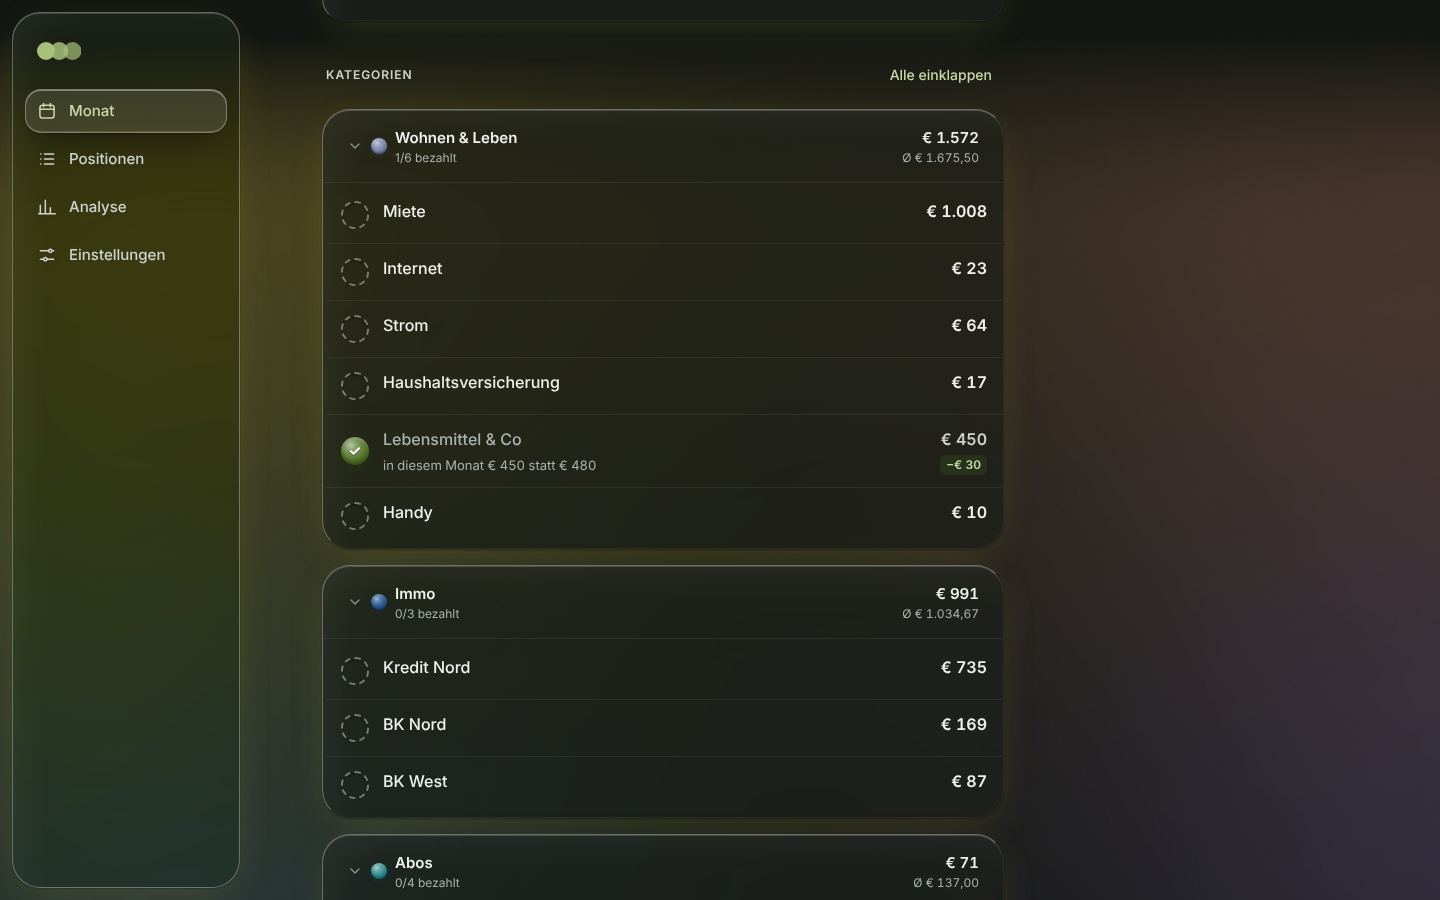 Monat
Positionen
Analyse
Einstellungen
KATEGORIEN
Alle einklappen
Wohnen & Leben
€ 1.572
1/6 bezahlt
Ø € 1.675,50
Miete
€ 1.008
Internet
€ 23
Strom
€ 64
Haushaltsversicherung
€ 17
Lebensmittel & Co
€ 450
in diesem Monat € 450 statt € 480
−€ 30
Handy
€ 10
Immo
€ 991
0/3 bezahlt
Ø € 1.034,67
Kredit Nord
€ 735
BK Nord
€ 169
BK West
€ 87
Abos
€ 71
0/4 bezahlt
Ø € 137,00